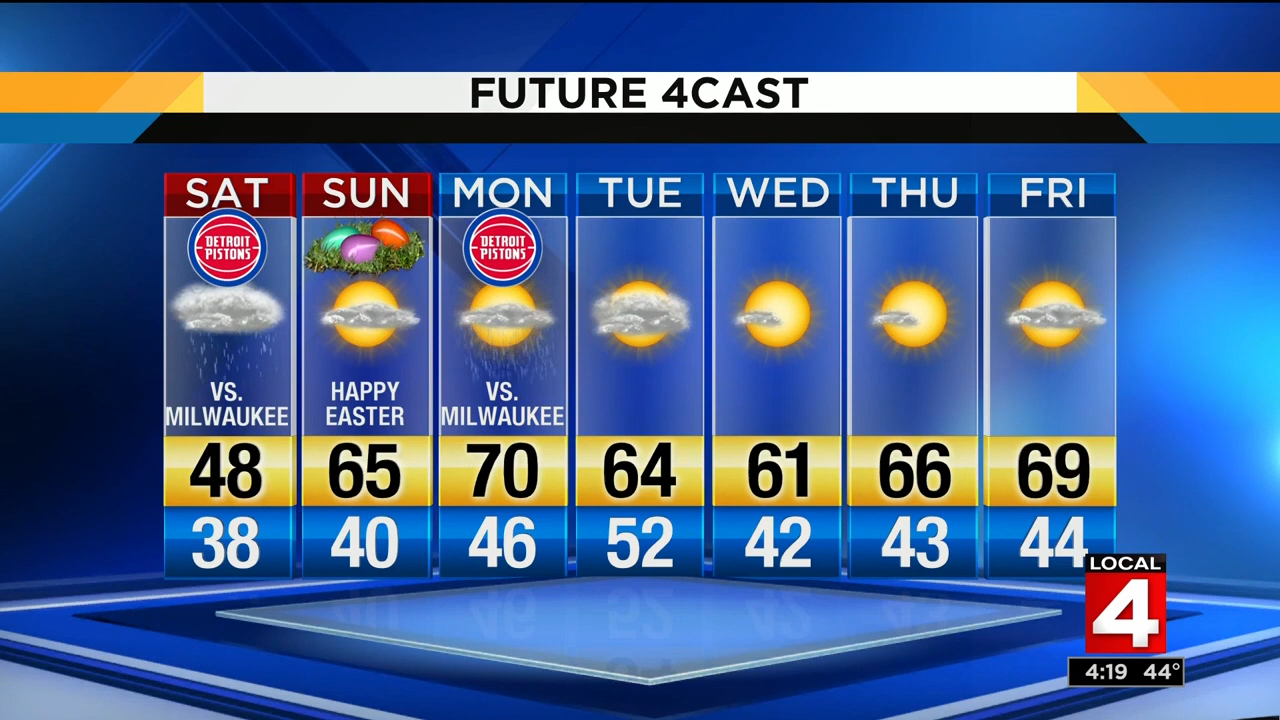 FUTURE 4CAST
SAT SUN MON TUE WED THU FRI
DETROIT
PISTONS
DETROIT
PISTONS
VS.
MILWAUKEE
HAPPY
EASTER
VS.
MILWAUKEE
48 65 70 64 61 66 69
38 40 46 52 42 43 44
LOCAL
4
4:19 44°